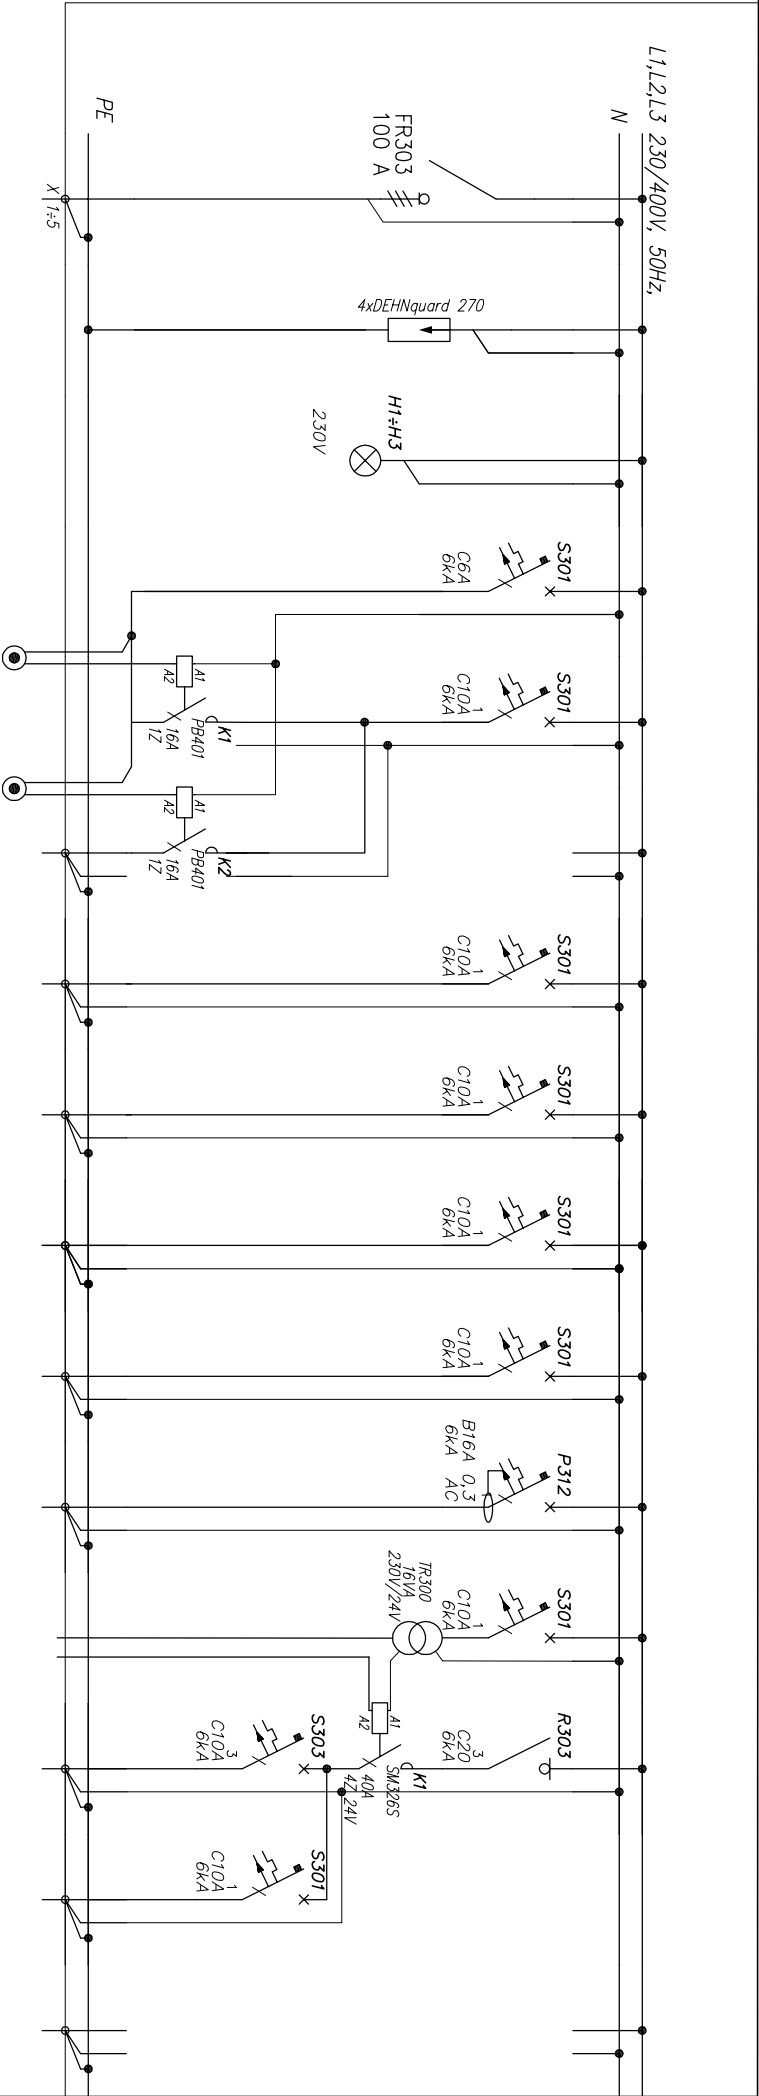 L1,L2,L3 230/400V, 50Hz,
N
PE
X 1÷5
FR303
100 A
4xDEHNquard 270
H1÷H3
230V
S301
C6A
6kA
A1
A2
S301
C10A 1
6kA
K1
PB401
16A
1Z
A1
A2
K2
PB401
16A
1Z
S301
C10A 1
6kA
S301
C10A 1
6kA
S301
C10A 1
6kA
S301
C10A 1
6kA
P312
B16A 0,3
6kA AC
S301
C10A 1
6kA
TR300
16VA
230V/24V
A1
A2
R303
C20 3
6kA
K1
SM326S
40A
4Z 24V
S303
C10A 3
6kA
S301
C10A 1
6kA